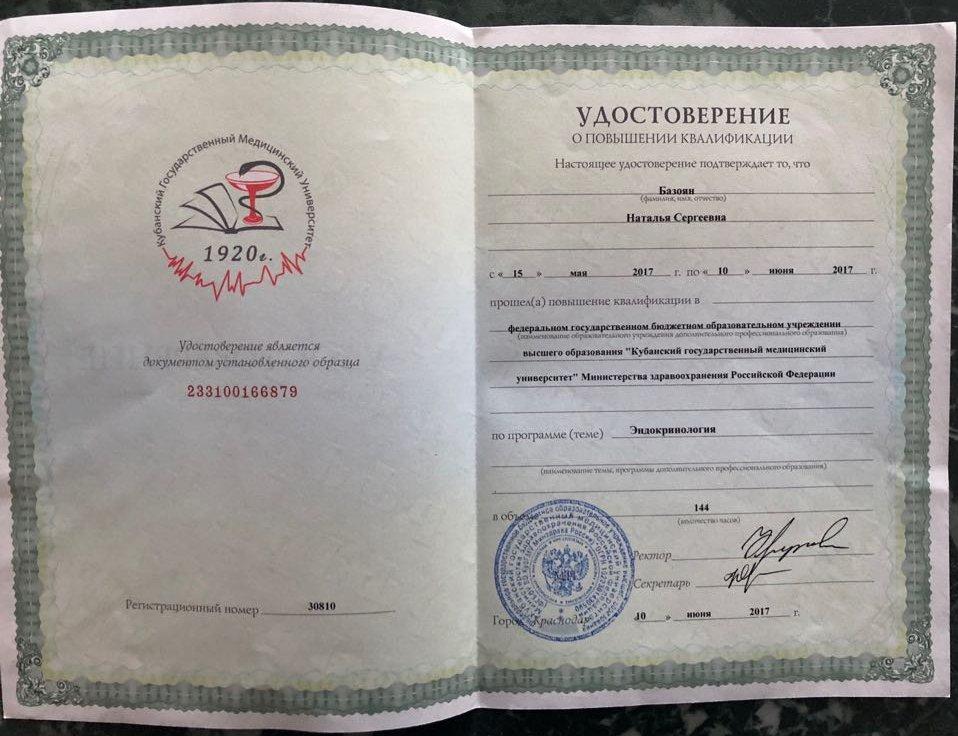 Кубанский Государственный Медицинский Университет
1920г.
Удостоверение является
документом установленного образца
233100166879
Регистрационный номер 30810
УДОСТОВЕРЕНИЕ
О ПОВЫШЕНИИ КВАЛИФИКАЦИИ
Настоящее удостоверение подтверждает то, что
Базоян
(фамилия, имя, отчество)
Наталья Сергеевна
с « 15 » мая 2017 г. по « 10 » июня 2017 г.
прошел(а) повышение квалификации в
федеральном государственном бюджетном образовательном учреждении
(наименование образовательного учреждения дополнительного профессионального образования)
высшего образования "Кубанский государственный медицинский
университет" Министерства здравоохранения Российской Федерации
по программе (теме) Эндокринология
(наименование темы, программы дополнительного профессионального образования)
в 144
(количество часов)
Ректор
Секретарь
Город Краснодар 10 » июня 2017 г.